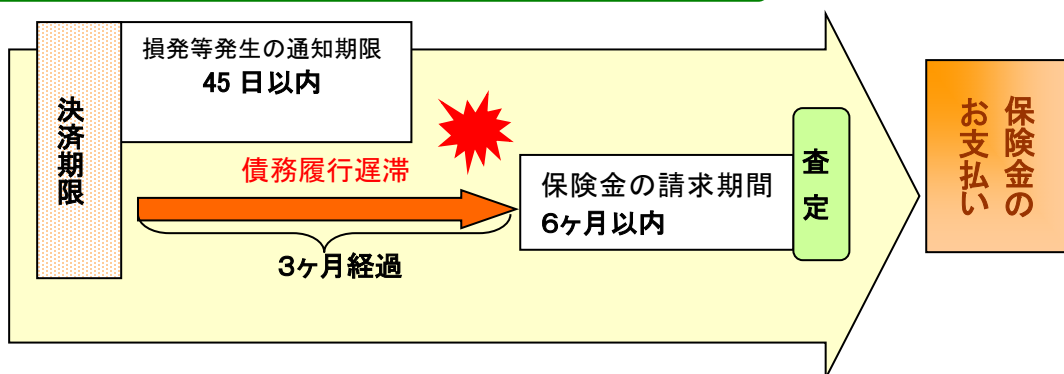 決済期限
損発等発生の通知期限
45 日以内
債務履行遅滞
3ヶ月経過
保険金の請求期間
6ヶ月以内
査定
保険金の
お支払い